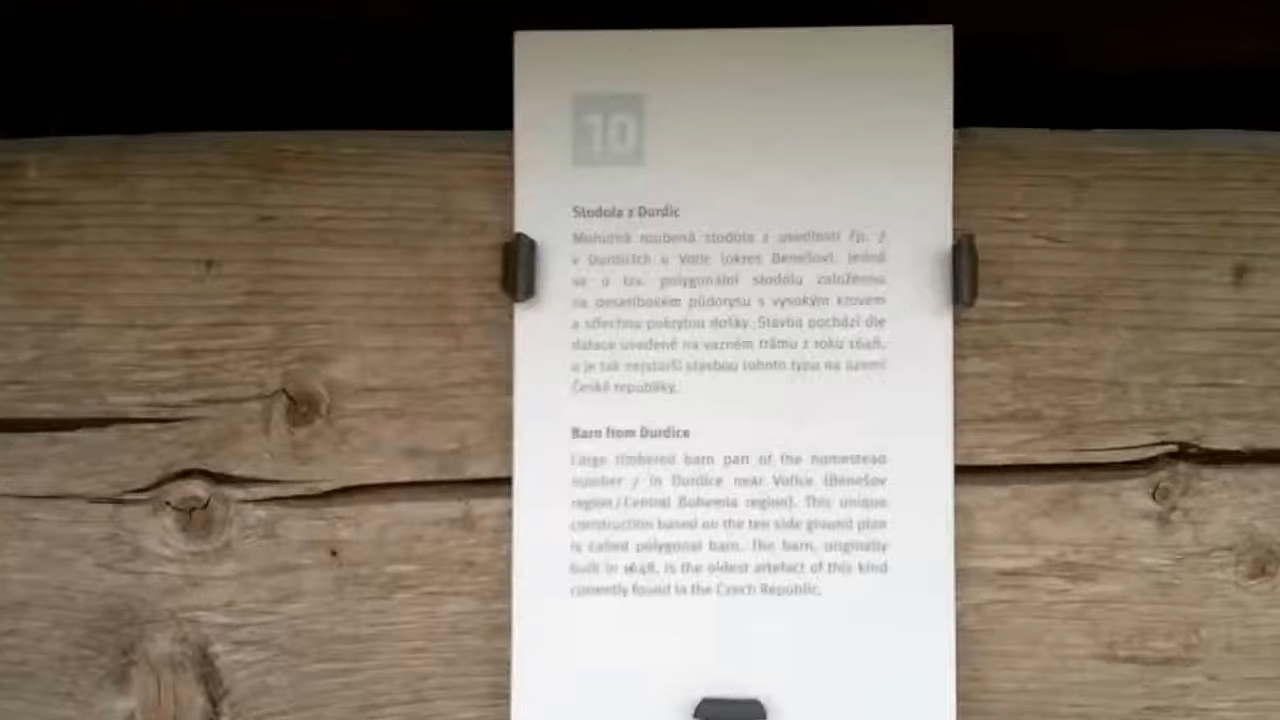 10
Stodola z Durdic
Mohutná roubená stodola z usedlosti čp. 7
v Durdicích u Votic (okres Benešov). Jedná
se o tzv. polygonální stodolu založenou
na desetibokém půdorysu s vysokým krovem
a střechou pokrytou došky. Stavba pochází dle
datace uvedené na vazném trámu z roku 1648,
a je tak nejstarší stavbou tohoto typu na území
České republiky.
Barn from Durdice
Large timbered barn part of the homestead
number 7 in Durdice near Votice (Benešov
region/Central Bohemia region). This unique
construction based on the ten side ground plan
is called polygonal barn. The barn, originally
built in 1648, is the oldest artefact of this kind
currently found in the Czech Republic.